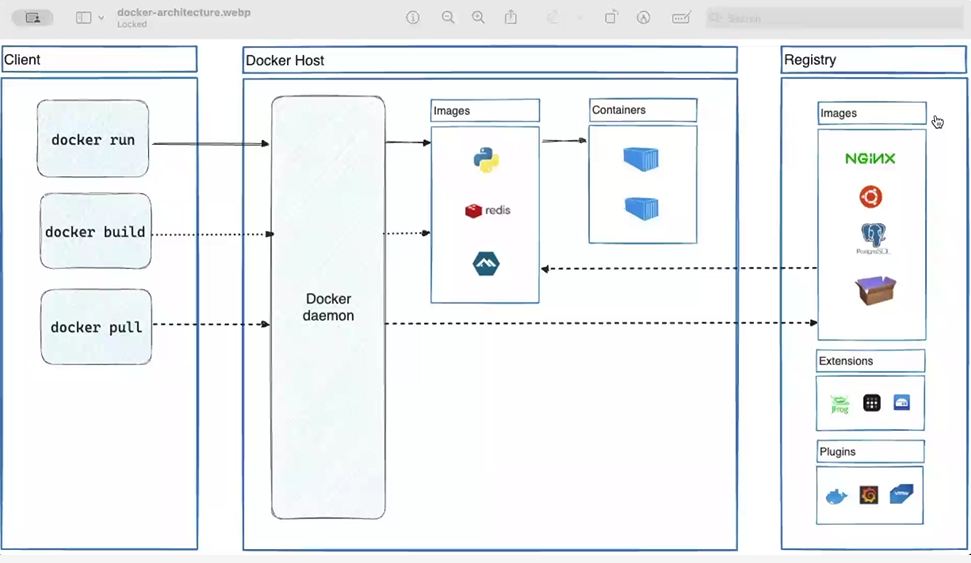 docker-architecture.webp
Locked
Search
Client
Docker Host
Registry
docker run
docker build
docker pull
Docker
daemon
Images
redis
Containers
Images
NGINX
PostgreSQL
Extensions
JFrog
Plugins